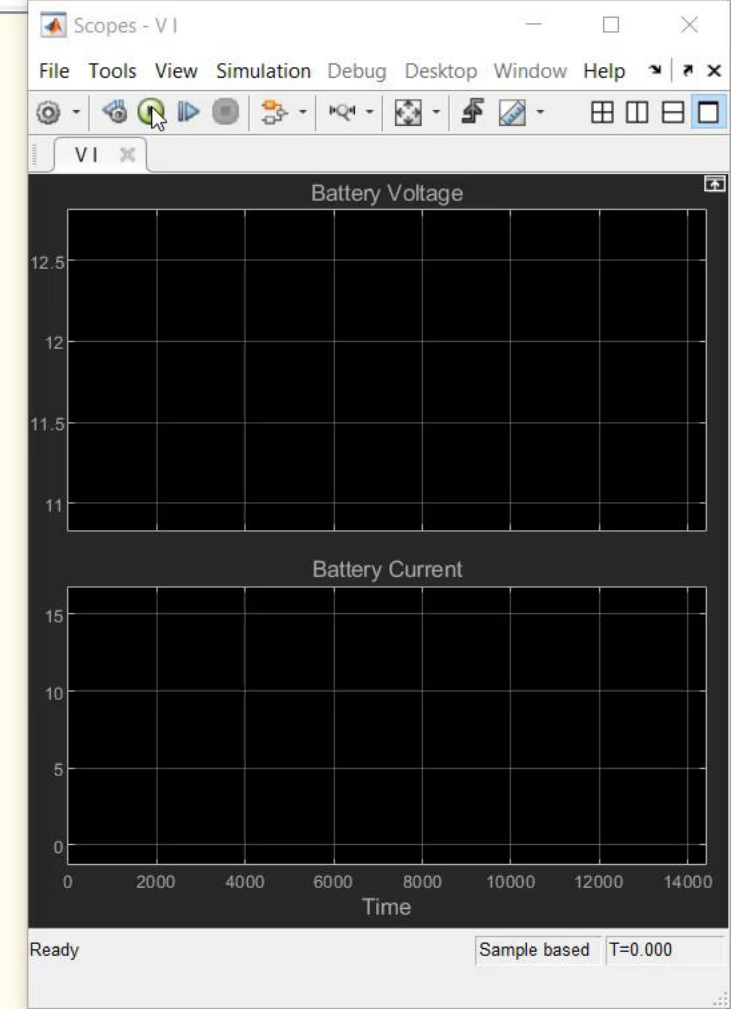 Scopes - V I
File Tools View Simulation Debug Desktop Window Help
V I
Battery Voltage
12.5
12
11.5
11
Battery Current
15
10
5
0
0 2000 4000 6000 8000 10000 12000 14000
Time
Ready Sample based T=0.000